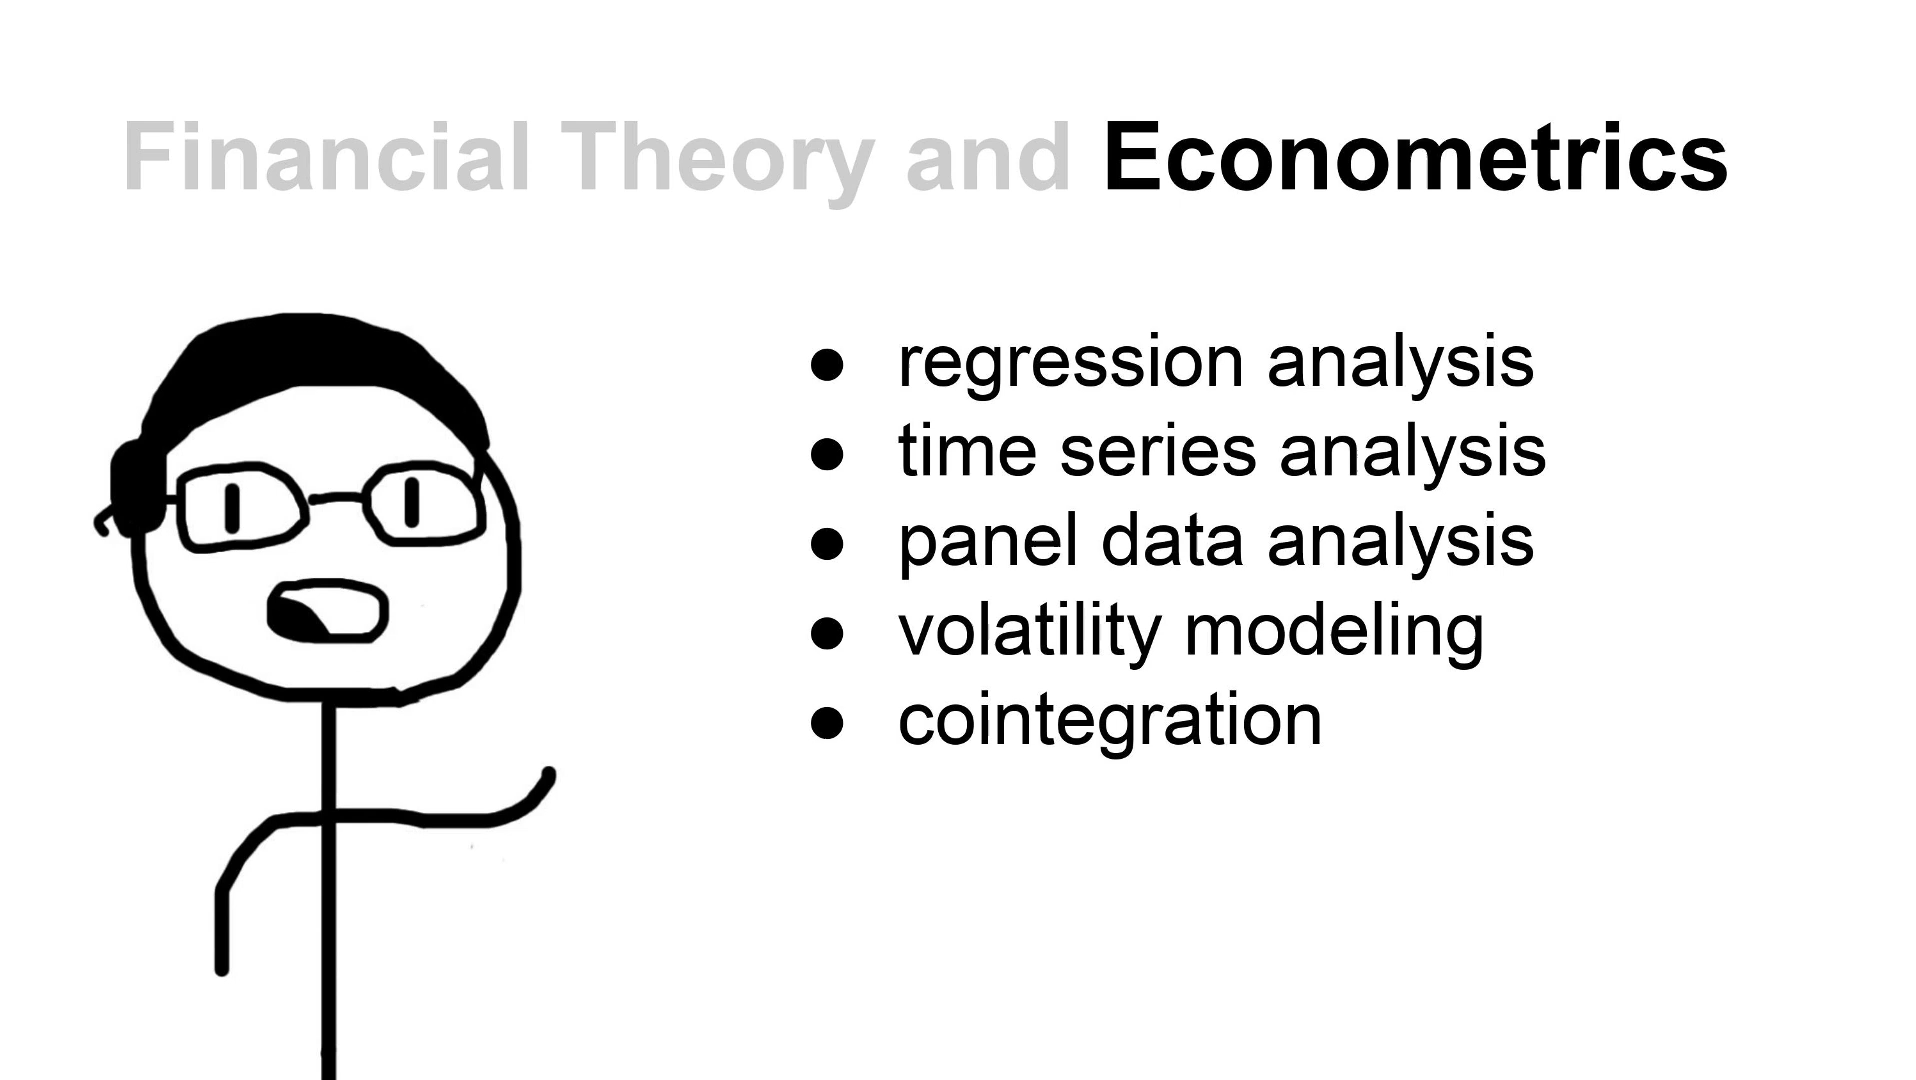 Financial Theory and Econometrics
● regression analysis
● time series analysis
● panel data analysis
● volatility modeling
● cointegration